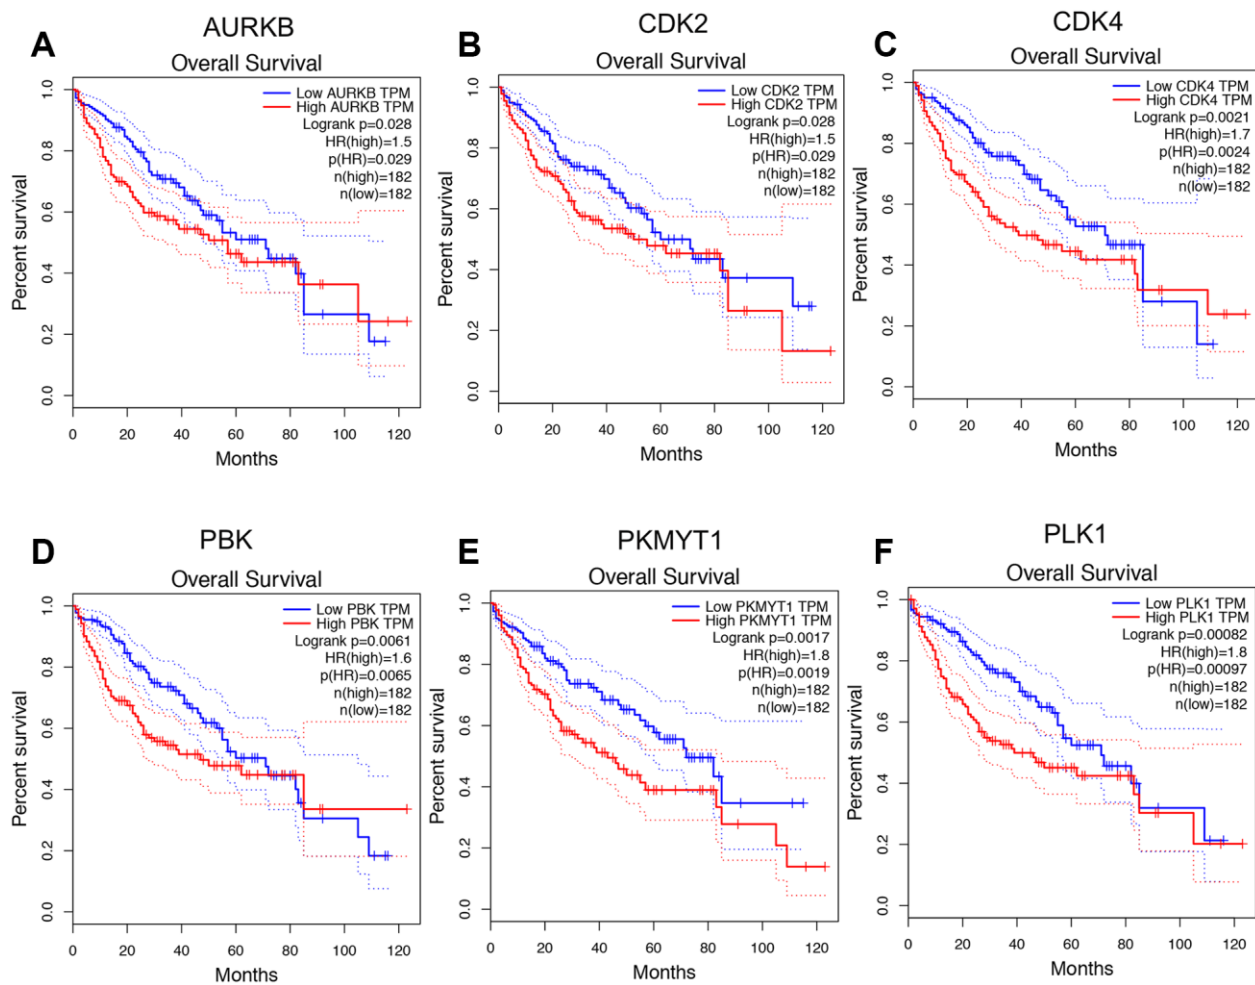 A
AURKB
Overall Survival
Low AURKB TPM
High AURKB TPM
Logrank p=0.028
HR(high)=1.5
p(HR)=0.029
n(high)=182
n(low)=182
Percent survival
1.0
0.8
0.6
0.4
0.2
0.0
0 20 40 60 80 100 120
Months
B
CDK2
Overall Survival
Low CDK2 TPM
High CDK2 TPM
Logrank p=0.028
HR(high)=1.5
p(HR)=0.029
n(high)=182
n(low)=182
Percent survival
1.0
0.8
0.6
0.4
0.2
0.0
0 20 40 60 80 100 120
Months
C
CDK4
Overall Survival
Low CDK4 TPM
High CDK4 TPM
Logrank p=0.0021
HR(high)=1.7
p(HR)=0.0024
n(high)=182
n(low)=182
Percent survival
1.0
0.8
0.6
0.4
0.2
0.0
0 20 40 60 80 100 120
Months
D
PBK
Overall Survival
Low PBK TPM
High PBK TPM
Logrank p=0.0061
HR(high)=1.6
p(HR)=0.0065
n(high)=182
n(low)=182
Percent survival
1.0
0.8
0.6
0.4
0.2
0.0
0 20 40 60 80 100 120
Months
E
PKMYT1
Overall Survival
Low PKMYT1 TPM
High PKMYT1 TPM
Logrank p=0.0017
HR(high)=1.8
p(HR)=0.0019
n(high)=182
n(low)=182
Percent survival
1.0
0.8
0.6
0.4
0.2
0.0
0 20 40 60 80 100 120
Months
F
PLK1
Overall Survival
Low PLK1 TPM
High PLK1 TPM
Logrank p=0.00082
HR(high)=1.8
p(HR)=0.00097
n(high)=182
n(low)=182
Percent survival
1.0
0.8
0.6
0.4
0.2
0.0
0 20 40 60 80 100 120
Months